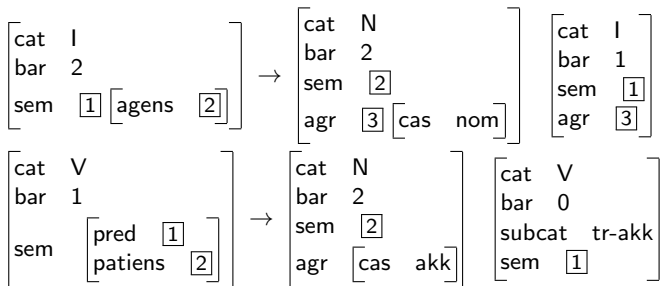 cat I → cat N cat I
bar 2 bar 2 bar 1
sem 1 [agens 2] sem 2 sem 1
agr 3 [cas nom] agr 3
cat V → cat N cat V
bar 1 bar 2 bar 0
sem [pred 1 sem 2 subcat tr-akk
patiens 2] agr [cas akk] sem 1